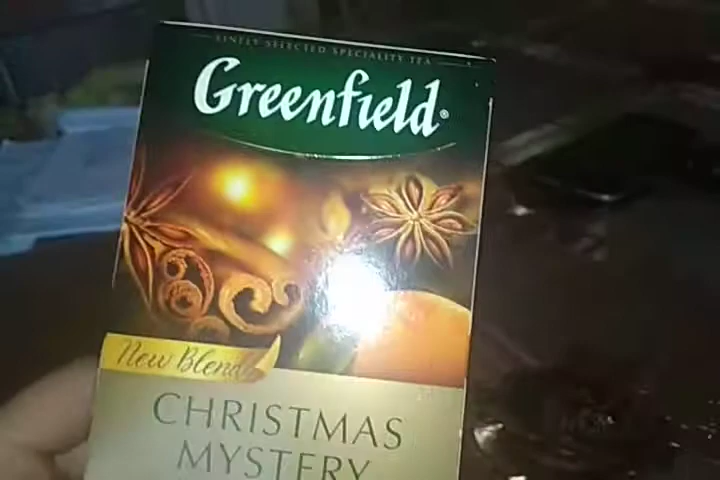 FINELY SELECTED SPECIALITY TEA
Greenfield®
New Blend
CHRISTMAS
MYSTERY